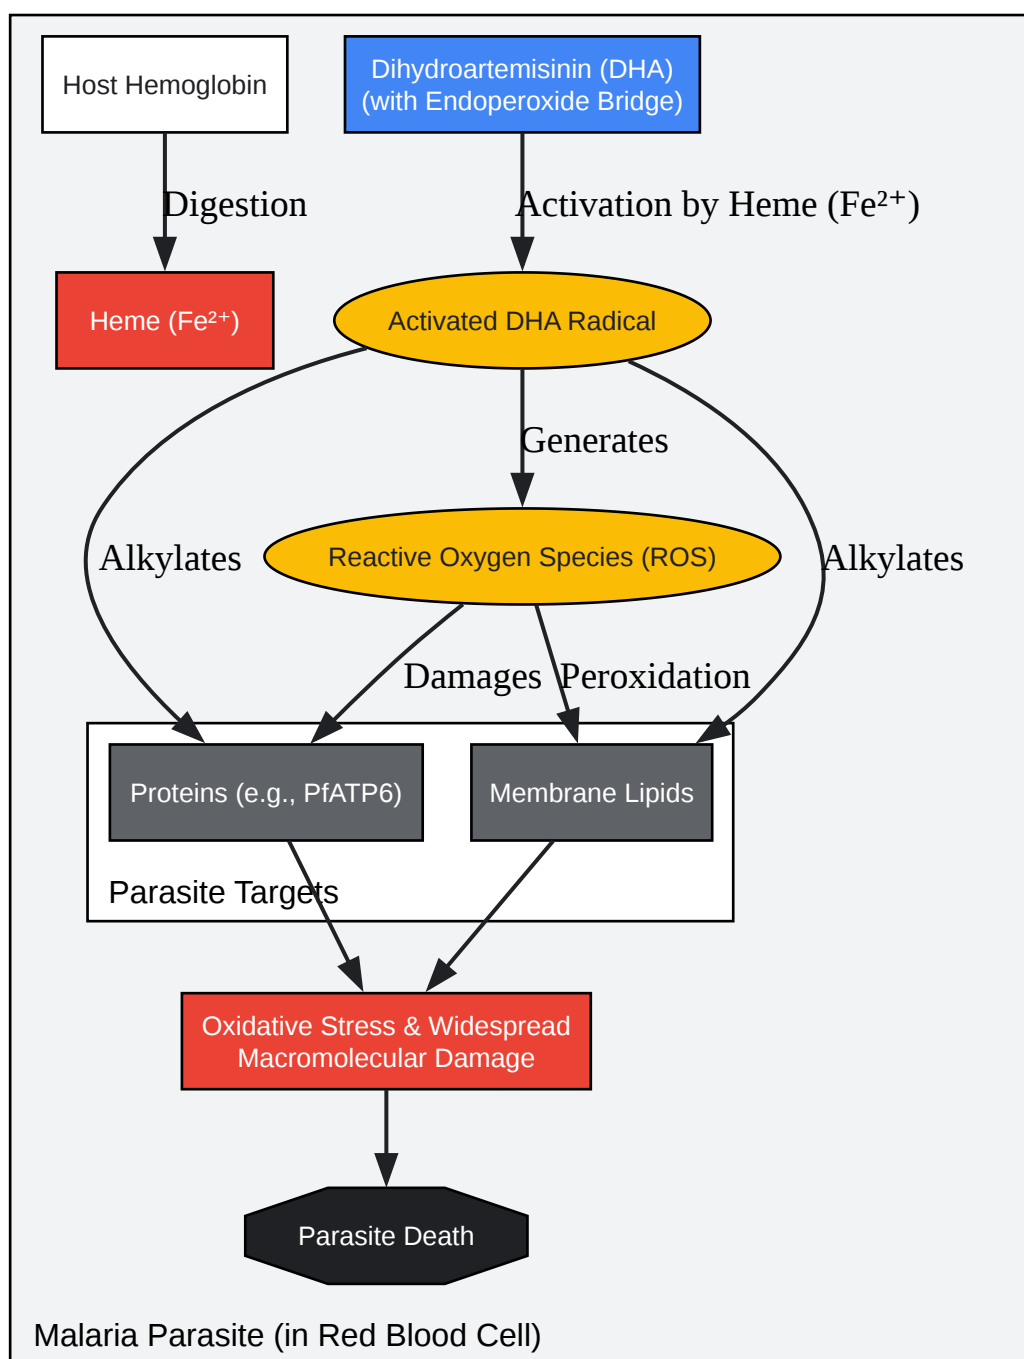 Host Hemoglobin
Dihydroartemisinin (DHA)
(with Endoperoxide Bridge)
Digestion
Activation by Heme (Fe²⁺)
Heme (Fe²⁺)
Activated DHA Radical
Generates
Alkylates
Reactive Oxygen Species (ROS)
Alkylates
Damages
Peroxidation
Proteins (e.g., PfATP6)
Membrane Lipids
Parasite Targets
Oxidative Stress & Widespread
Macromolecular Damage
Parasite Death
Malaria Parasite (in Red Blood Cell)